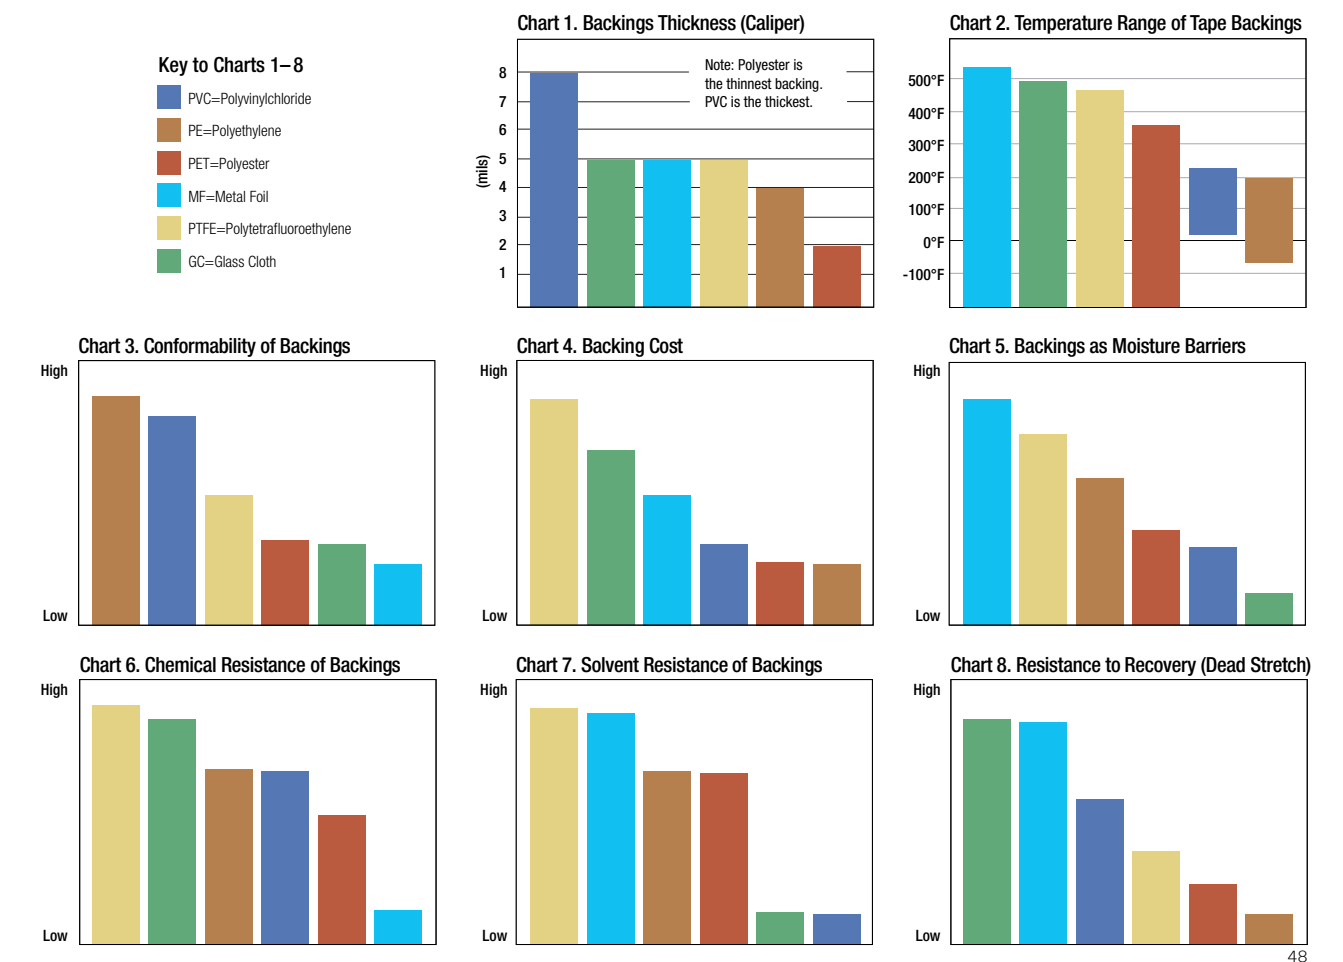 Key to Charts 1–8
PVC=Polyvinylchloride
PE=Polyethylene
PET=Polyester
MF=Metal Foil
PTFE=Polytetrafluoroethylene
GC=Glass Cloth
Chart 1. Backings Thickness (Caliper)
(mils)
8
7
6
5
4
3
2
1
Note: Polyester is
the thinnest backing.
PVC is the thickest.
Chart 2. Temperature Range of Tape Backings
500°F
400°F
300°F
200°F
100°F
0°F
-100°F
Chart 3. Conformability of Backings
High
Low
Chart 4. Backing Cost
High
Low
Chart 5. Backings as Moisture Barriers
High
Low
Chart 6. Chemical Resistance of Backings
High
Low
Chart 7. Solvent Resistance of Backings
High
Low
Chart 8. Resistance to Recovery (Dead Stretch)
High
Low
48